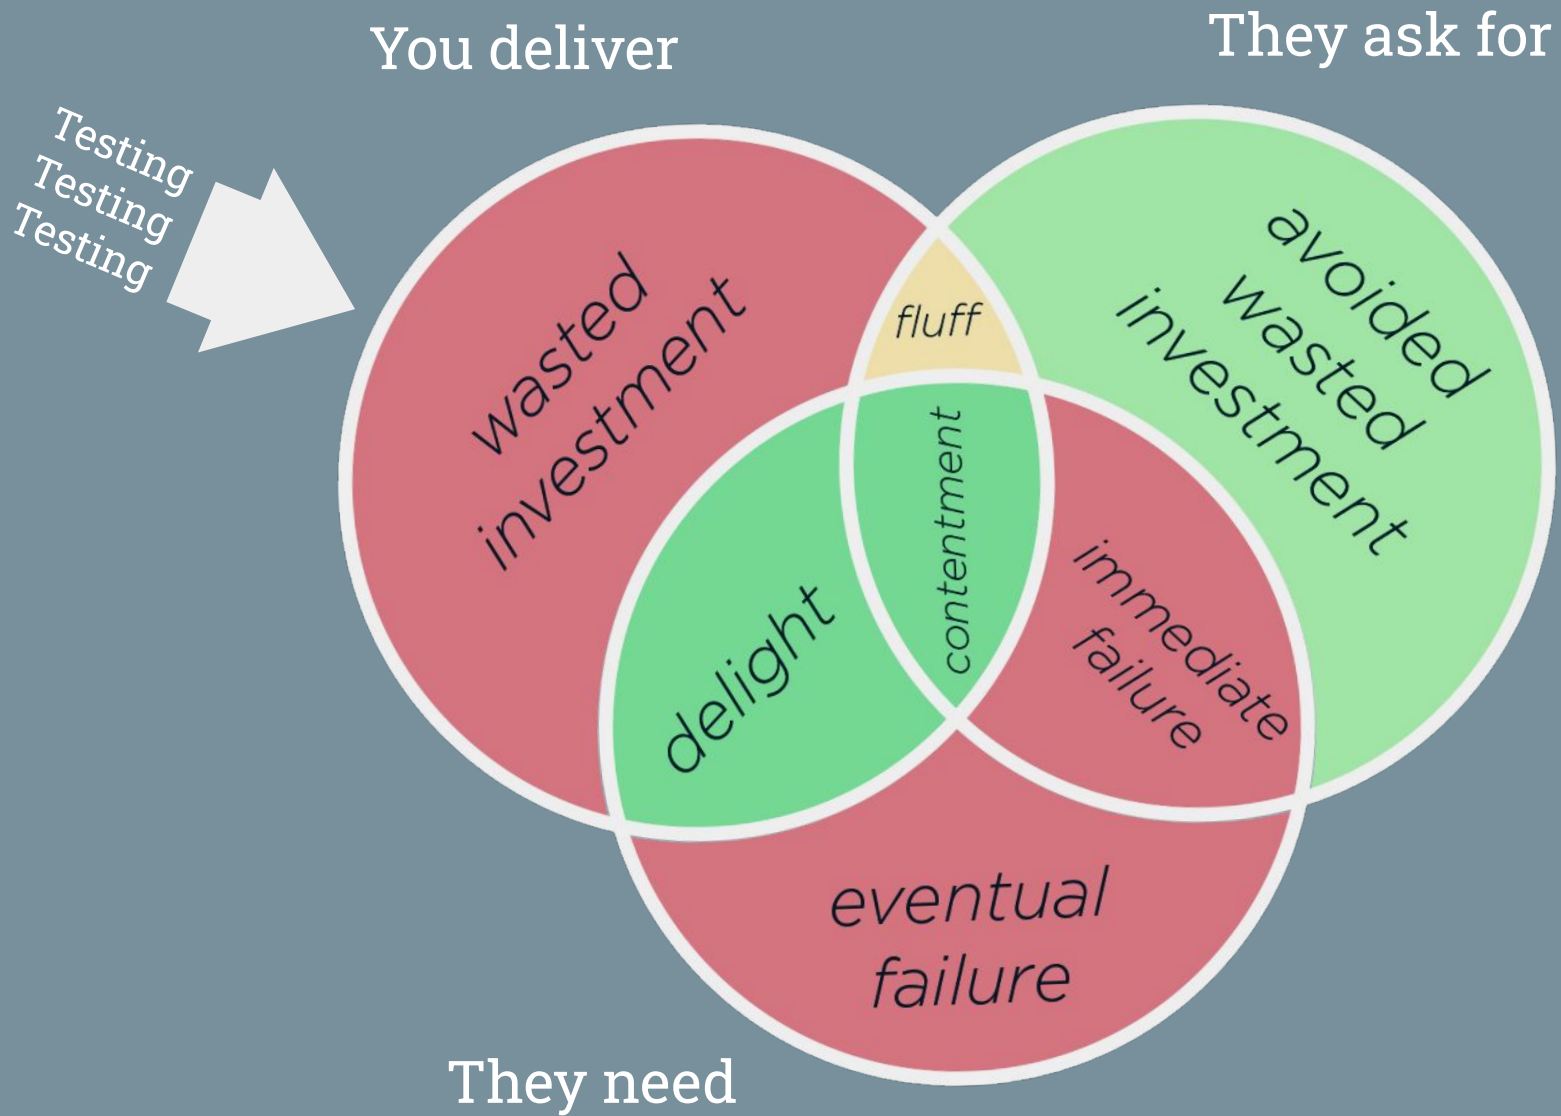 You deliver
They ask for
Testing
Testing
Testing
wasted
investment
fluff
avoided
wasted
investment
contentment
delight
immediate
failure
eventual
failure
They need